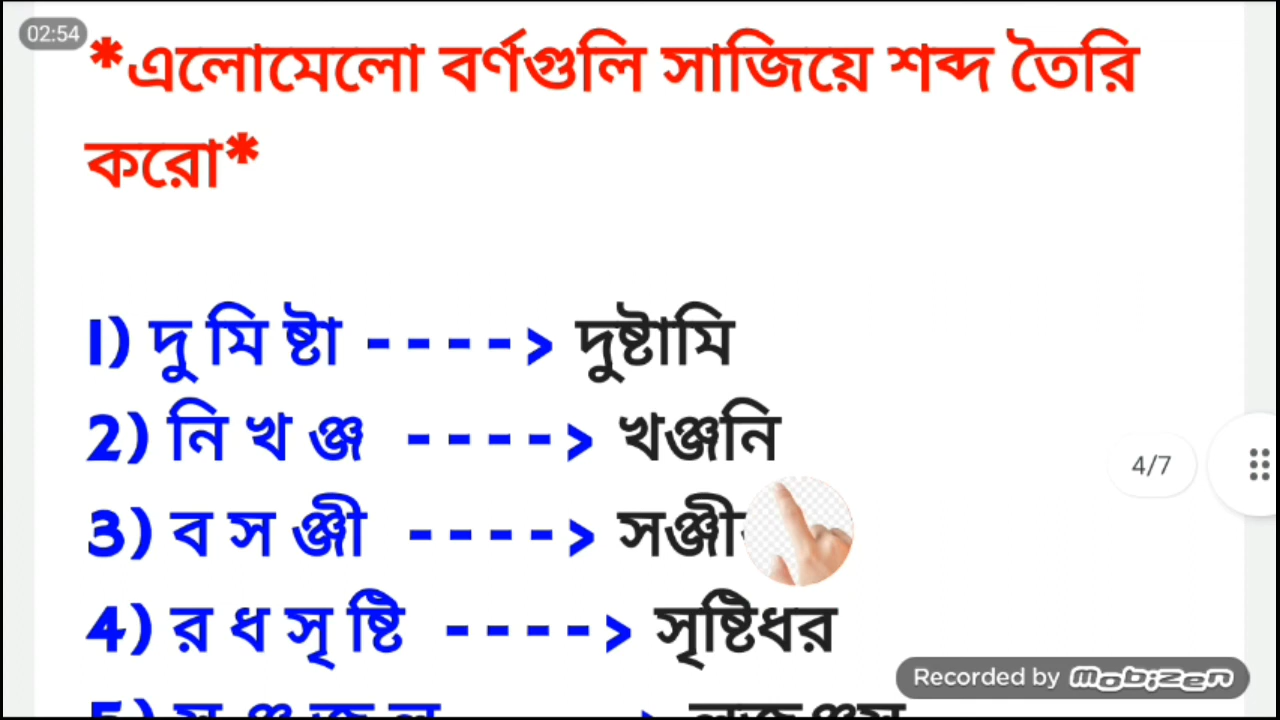 02:54
*এলোমেলো বর্ণগুলি সাজিয়ে শব্দ তৈরি
করো*
1) দু মি ষ্টা ----> দুষ্টামি
2) নি খ ঞ্জ ----> খঞ্জনি
4/7
3) ব স ঞ্জী ---->
4) র ধ সৃ ষ্টি ----> সৃষ্টিধর
Recorded by Mobizen
5)